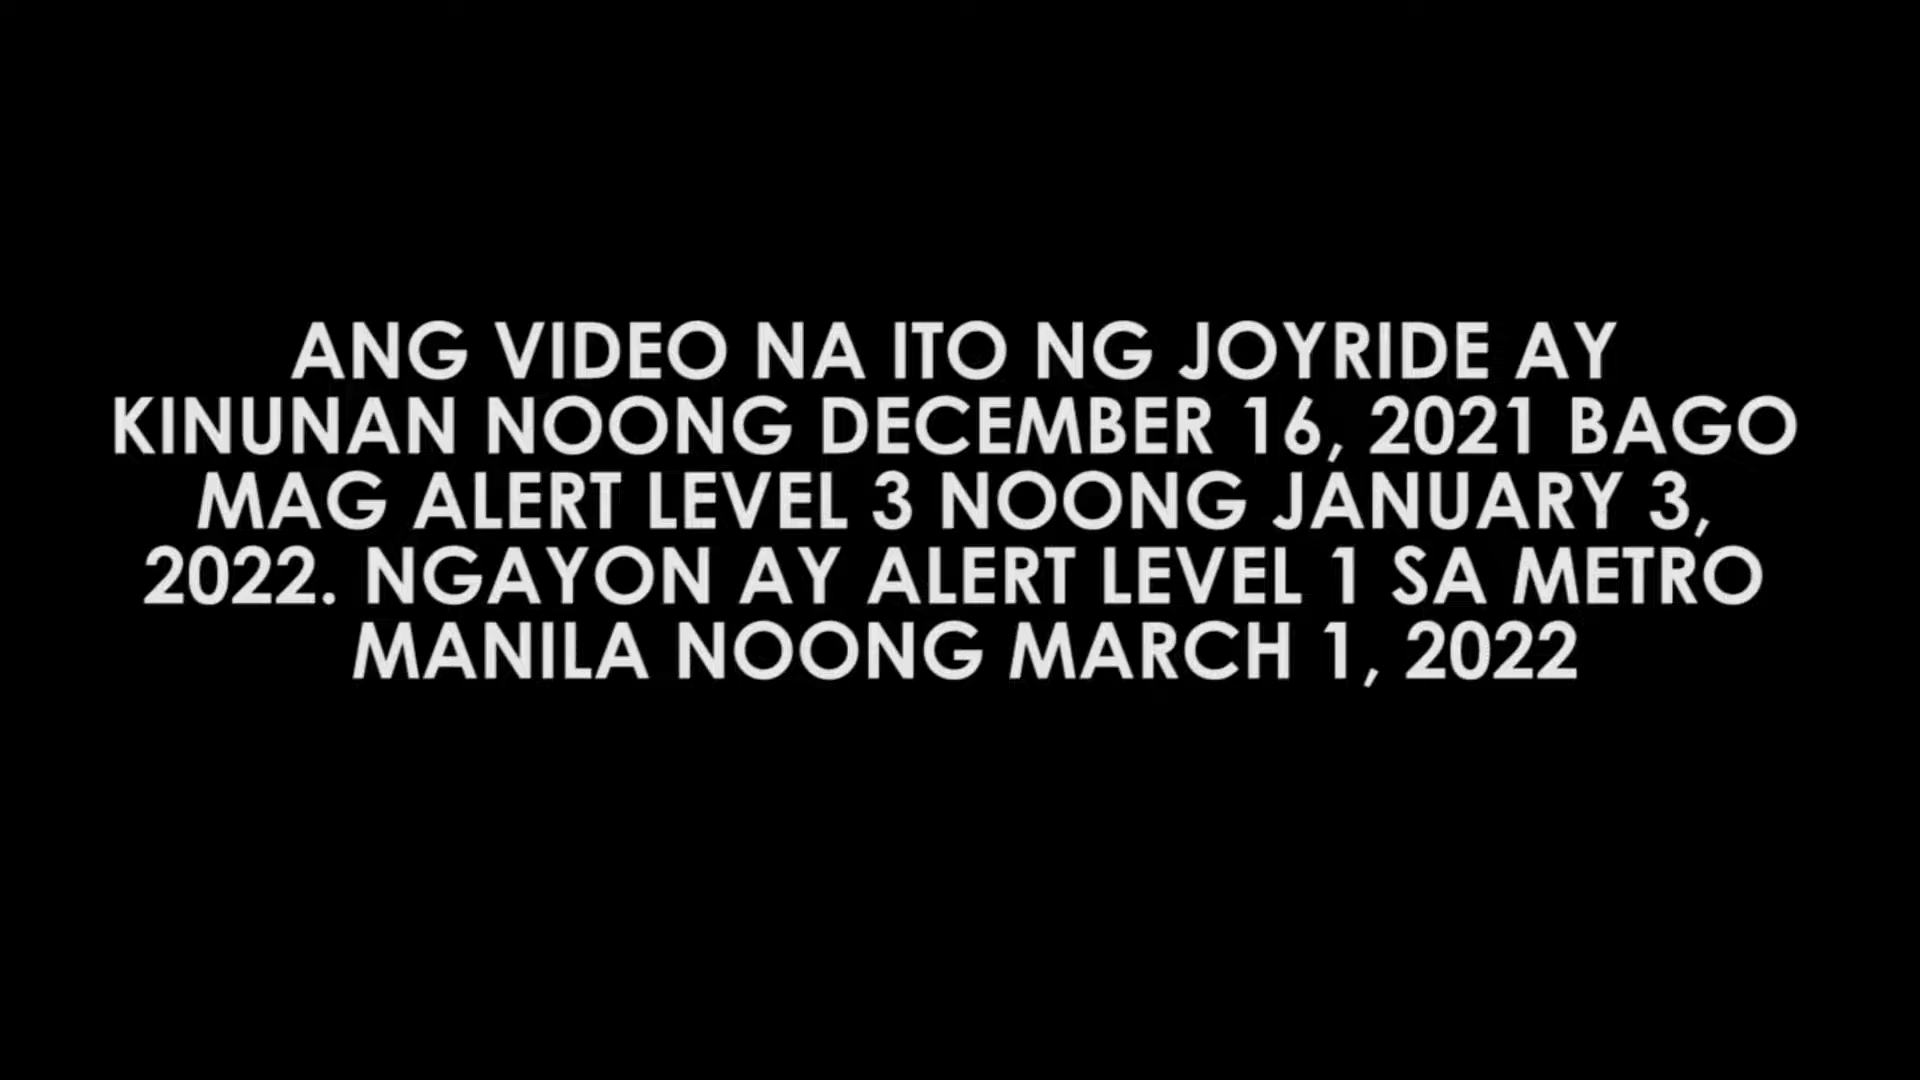 ANG VIDEO NA ITO NG JOYRIDE AY
KINUNAN NOONG DECEMBER 16, 2021 BAGO
MAG ALERT LEVEL 3 NOONG JANUARY 3,
2022. NGAYON AY ALERT LEVEL 1 SA METRO
MANILA NOONG MARCH 1, 2022